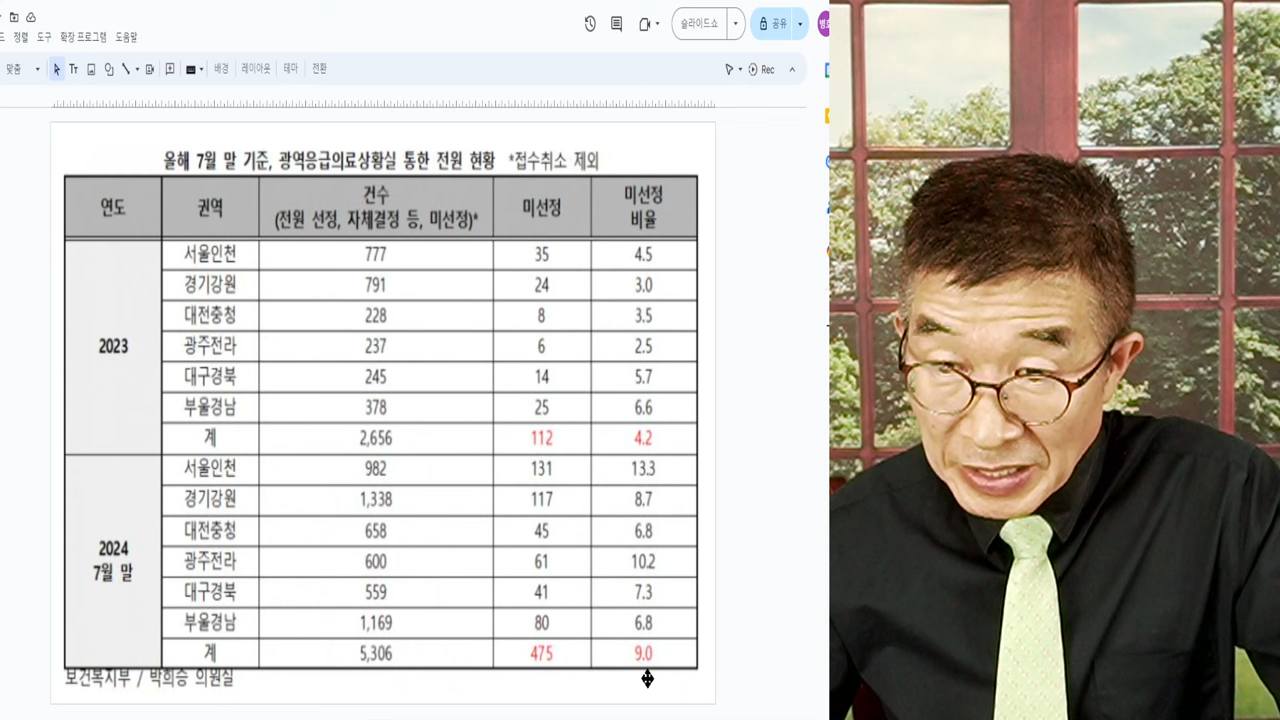 정렬 도구 확장 프로그램 도움말
슬라이드쇼
공유
맞춤
Tт
배경 레이아웃 테마 전환
Rec
올해 7월 말 기준, 광역응급의료상황실 통한 전원 현황 *접수취소 제외
연도 권역 건수 (전원 선정, 자체결정 등, 미선정)* 미선정 미선정 비율
2023
서울인천 777 35 4.5
경기강원 791 24 3.0
대전충청 228 8 3.5
광주전라 237 6 2.5
대구경북 245 14 5.7
부울경남 378 25 6.6
계 2,656 112 4.2
2024
7월 말
서울인천 982 131 13.3
경기강원 1,338 117 8.7
대전충청 658 45 6.8
광주전라 600 61 10.2
대구경북 559 41 7.3
부울경남 1,169 80 6.8
계 5,306 475 9.0
보건복지부 / 박희승 의원실